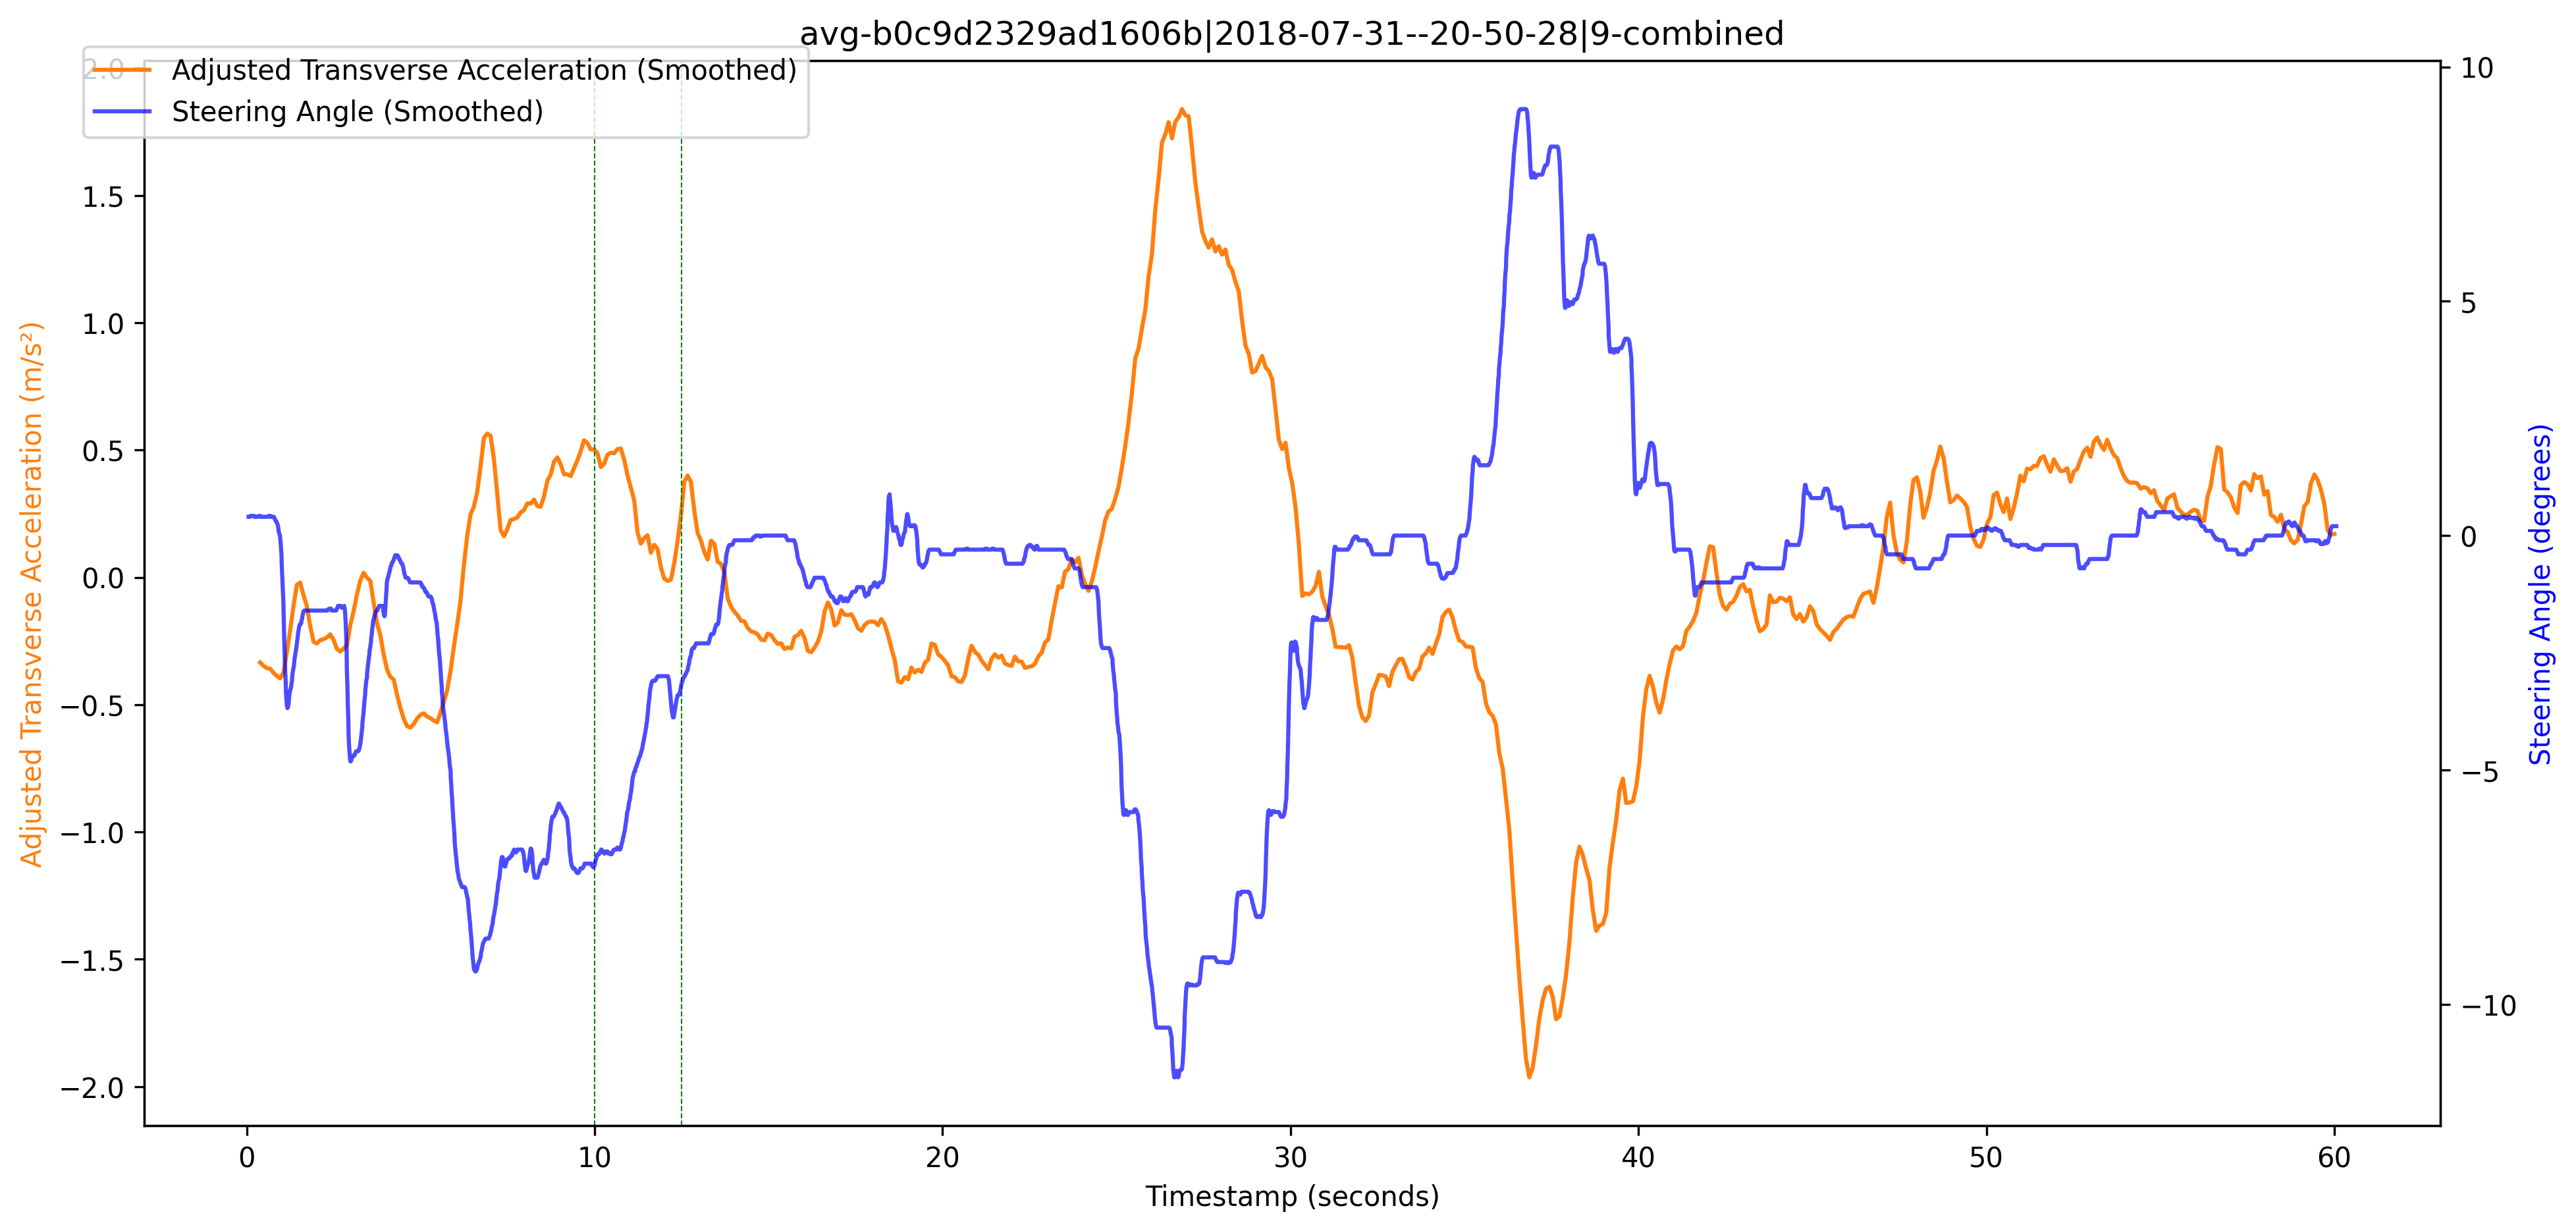 avg-b0c9d2329ad1606b|2018-07-31--20-50-28|9-combined
Adjusted Transverse Acceleration (Smoothed)
Steering Angle (Smoothed)
Adjusted Transverse Acceleration (m/s²)
2.0
1.5
1.0
0.5
0.0
−0.5
−1.0
−1.5
−2.0
10
5
0
−5
−10
Steering Angle (degrees)
0 10 20 30 40 50 60
Timestamp (seconds)